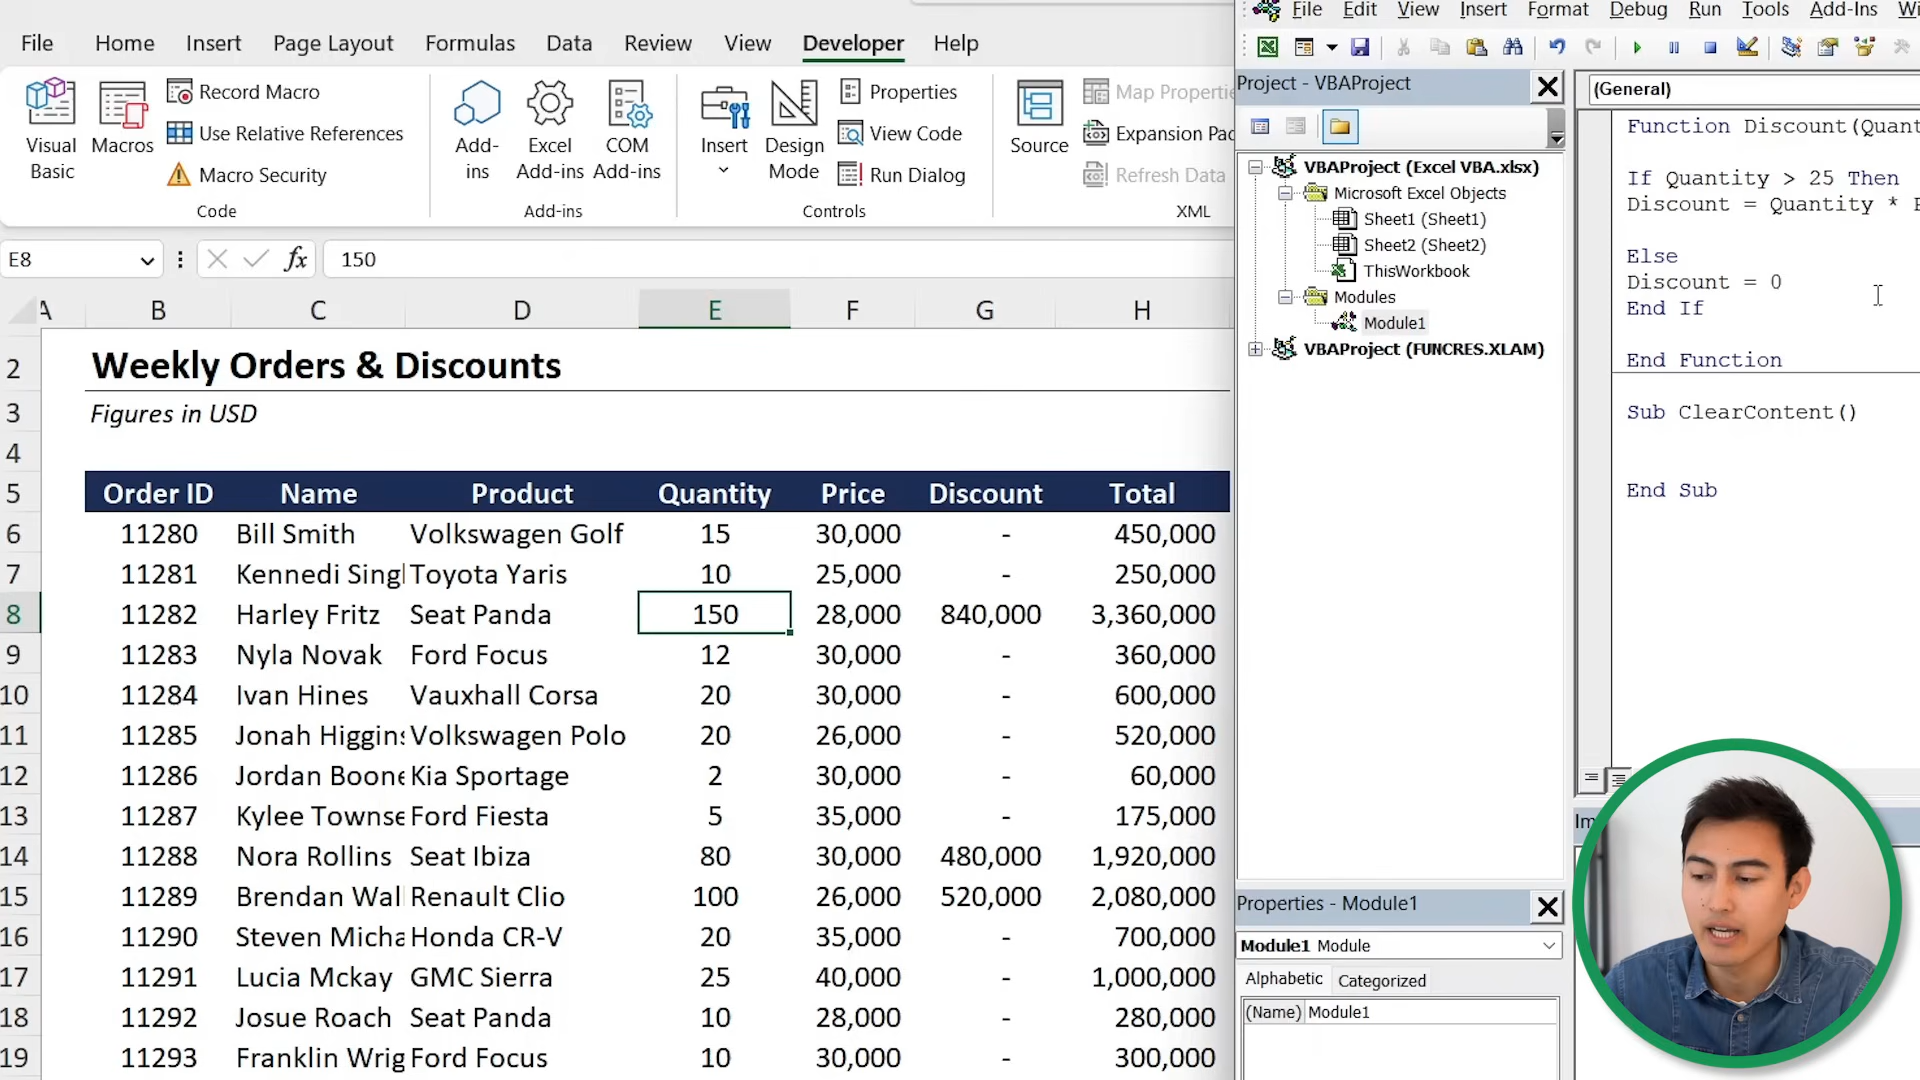 File Home Insert Page Layout Formulas Data Review View Developer Help
Visual Basic
Macros
Record Macro
Use Relative References
Macro Security
Code
Add-ins
Excel Add-ins
COM Add-ins
Add-ins
Insert
Design Mode
Properties
View Code
Run Dialog
Controls
Source
Map Properti
Expansion Pac
Refresh Data
XML
E8 fx 150
A B C D E F G H
2 Weekly Orders & Discounts
3 Figures in USD
4
5 Order ID Name Product Quantity Price Discount Total
6 11280 Bill Smith Volkswagen Golf 15 30,000 - 450,000
7 11281 Kennedi Singl Toyota Yaris 10 25,000 - 250,000
8 11282 Harley Fritz Seat Panda 150 28,000 840,000 3,360,000
9 11283 Nyla Novak Ford Focus 12 30,000 - 360,000
10 11284 Ivan Hines Vauxhall Corsa 20 30,000 - 600,000
11 11285 Jonah Higgins Volkswagen Polo 20 26,000 - 520,000
12 11286 Jordan Boone Kia Sportage 2 30,000 - 60,000
13 11287 Kylee Townse Ford Fiesta 5 35,000 - 175,000
14 11288 Nora Rollins Seat Ibiza 80 30,000 480,000 1,920,000
15 11289 Brendan Wal Renault Clio 100 26,000 520,000 2,080,000
16 11290 Steven Micha Honda CR-V 20 35,000 - 700,000
17 11291 Lucia Mckay GMC Sierra 25 40,000 - 1,000,000
18 11292 Josue Roach Seat Panda 10 28,000 - 280,000
19 11293 Franklin Wrig Ford Focus 10 30,000 - 300,000
File Edit View Insert Format Debug Run Tools Add-Ins Wi
Project - VBAProject
VBAProject (Excel VBA.xlsx)
Microsoft Excel Objects
Sheet1 (Sheet1)
Sheet2 (Sheet2)
ThisWorkbook
Modules
Module1
VBAProject (FUNCRES.XLAM)
Properties - Module1
Module1 Module
Alphabetic Categorized
(Name) Module1
(General)
Function Discount(Quant
If Quantity > 25 Then
Discount = Quantity *
Else
Discount = 0
End If
End Function
Sub ClearContent()
End Sub
Im